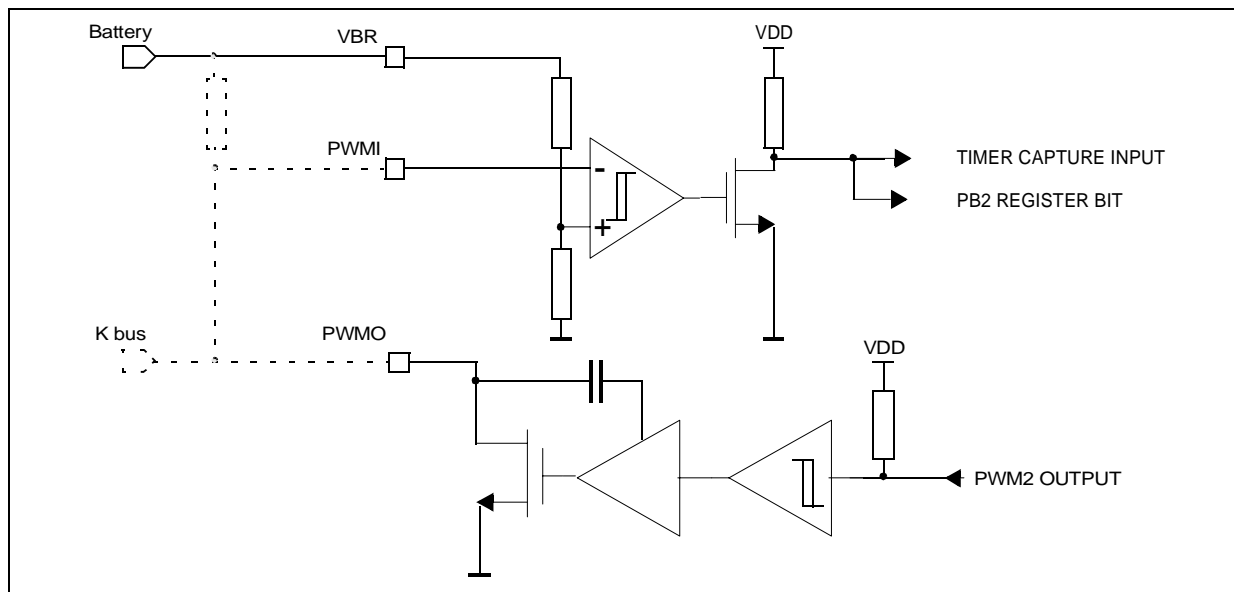 Battery
VBR
VDD
PWMI
-
TIMER CAPTURE INPUT
PB2 REGISTER BIT
+
K bus
PWMO
VDD
PWM2 OUTPUT